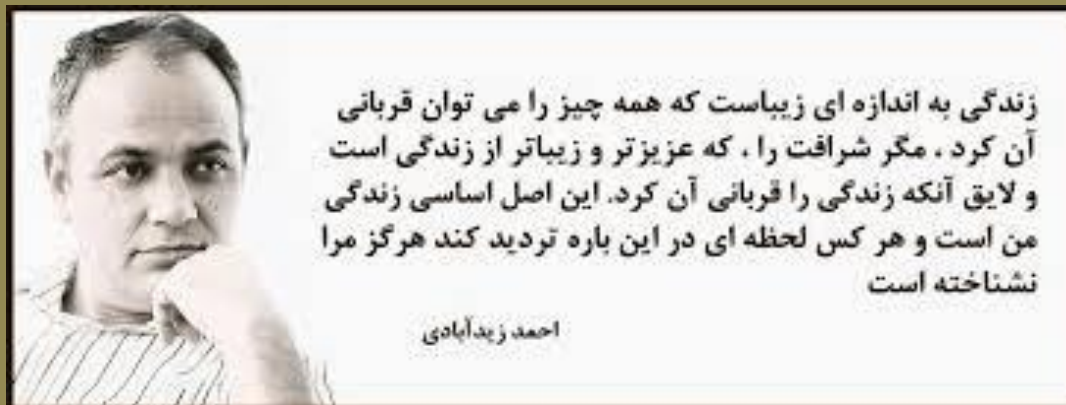 زندگی به اندازه ای زیباست که همه چیز را می توان قربانی
آن کرد ، مگر شرافت را ، که عزیزتر و زیباتر از زندگی است
و لایق آنکه زندگی را قربانی آن کرد. این اصل اساسی زندگی
من است و هر کس لحظه ای در این باره تردید کند هرگز مرا
نشناخته است
احمد زیدآبادی